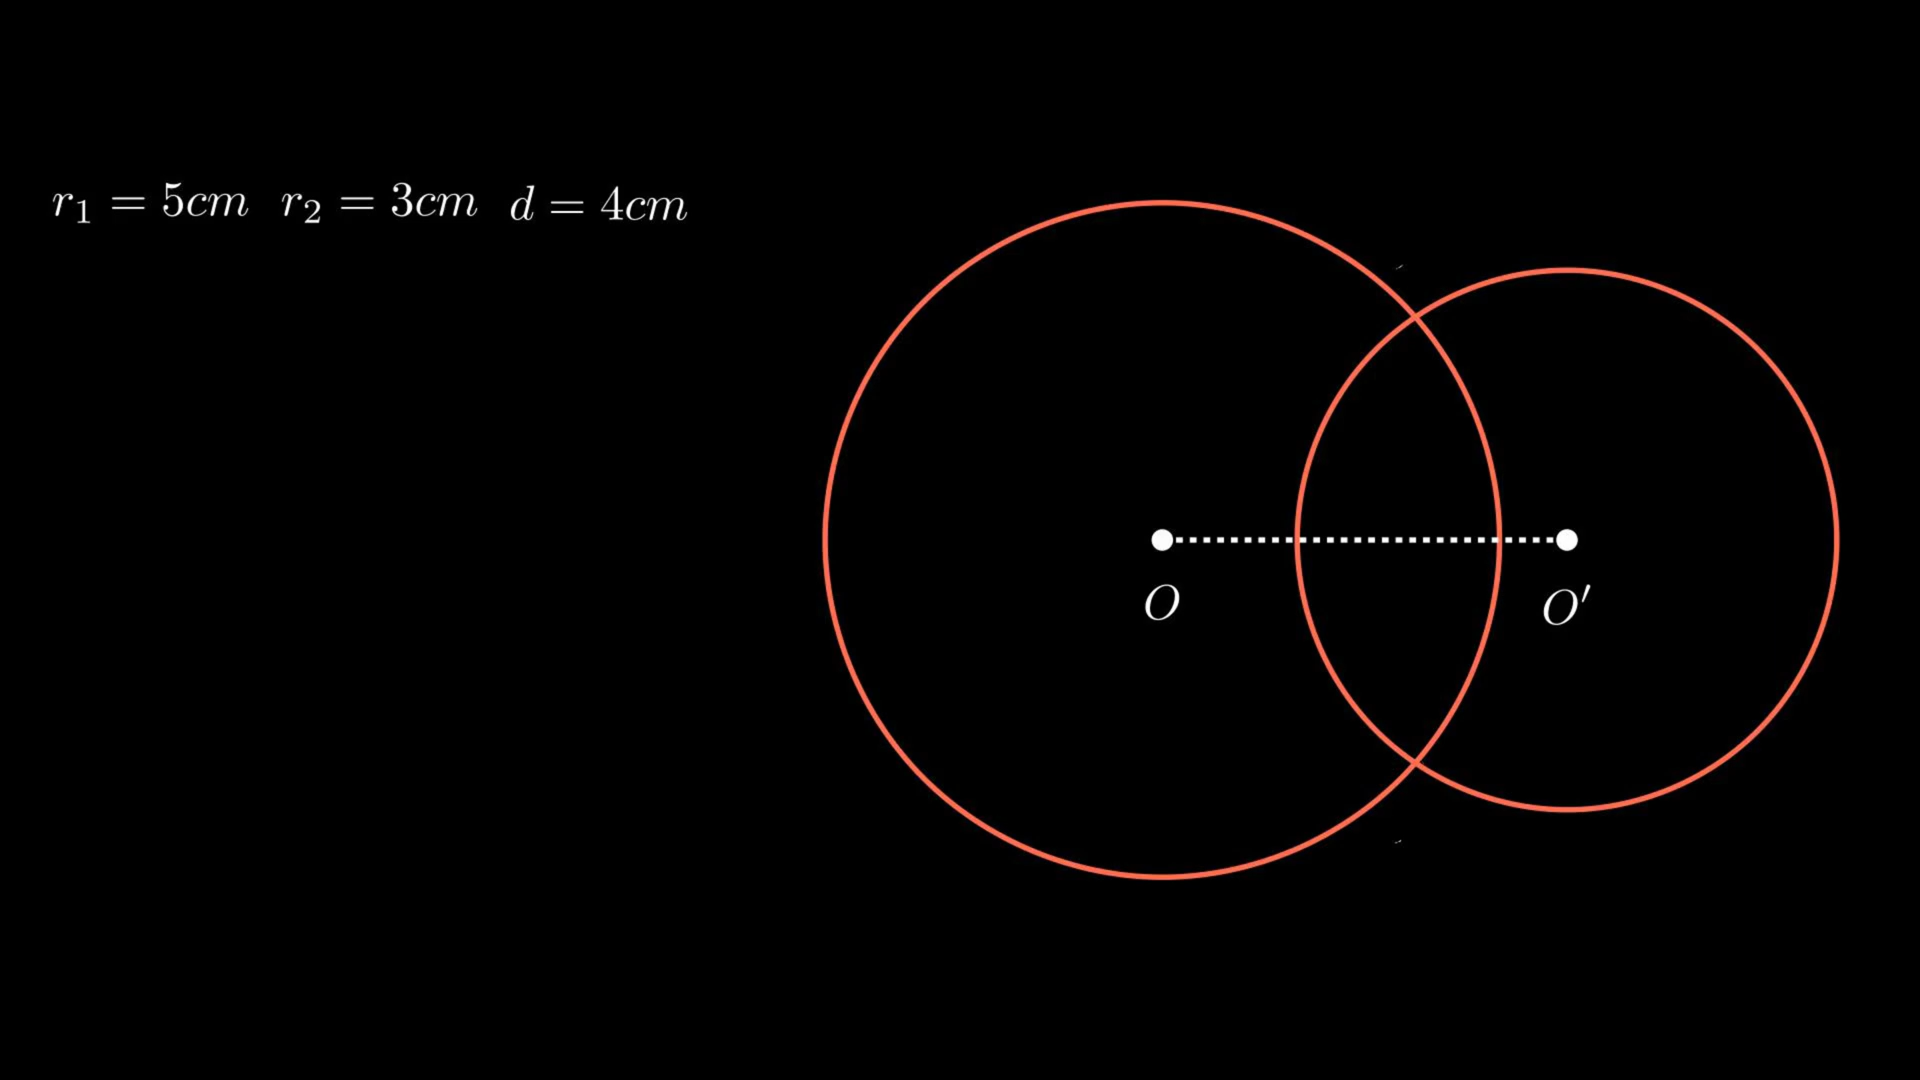 r₁ = 5cm r₂ = 3cm d = 4cm
O O′